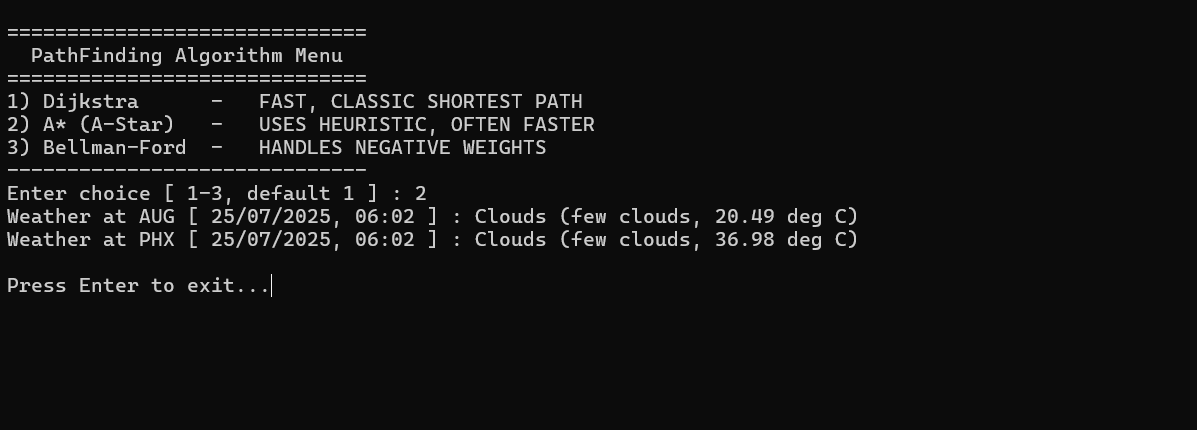 ==============================
  PathFinding Algorithm Menu
==============================
1) Dijkstra      -   FAST, CLASSIC SHORTEST PATH
2) A* (A-Star)   -   USES HEURISTIC, OFTEN FASTER
3) Bellman-Ford  -   HANDLES NEGATIVE WEIGHTS
------------------------------
Enter choice [ 1-3, default 1 ] : 2
Weather at AUG [ 25/07/2025, 06:02 ] : Clouds (few clouds, 20.49 deg C)
Weather at PHX [ 25/07/2025, 06:02 ] : Clouds (few clouds, 36.98 deg C)

Press Enter to exit...